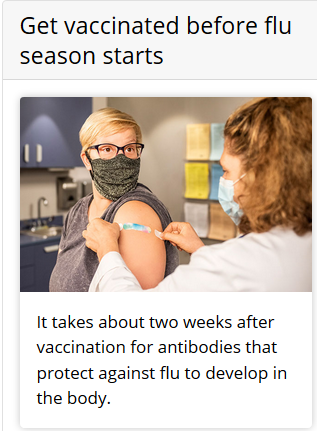 Get vaccinated before flu
season starts
It takes about two weeks after
vaccination for antibodies that
protect against flu to develop in
the body.